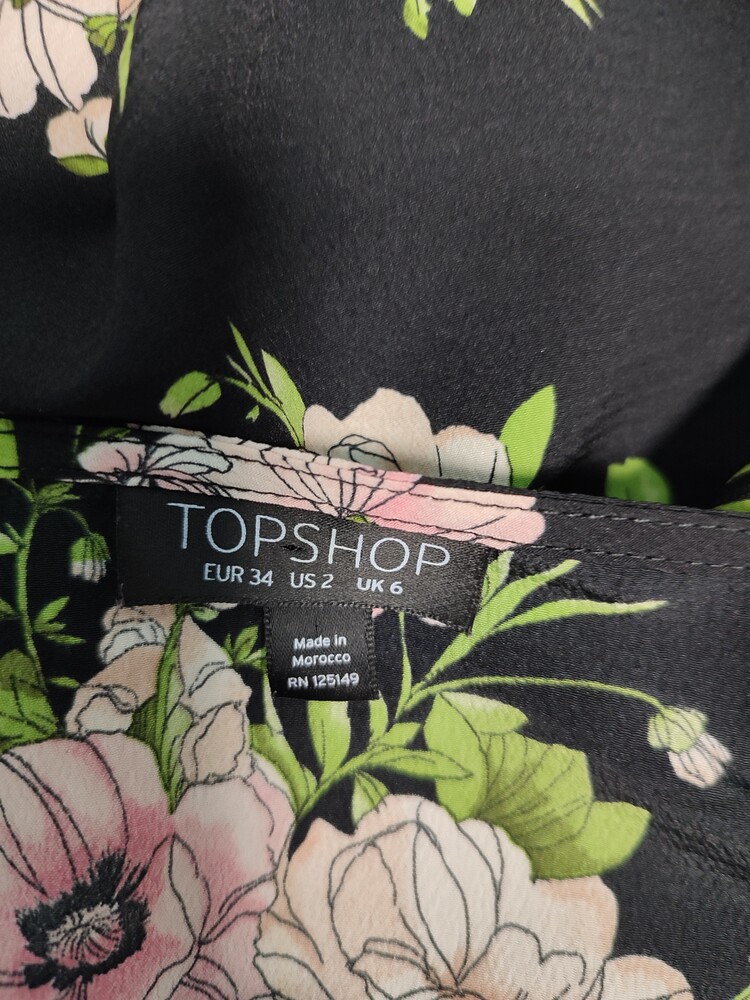 TOPSHOP
EUR 34 US 2 UK 6
Made in
Morocco
RN 125149